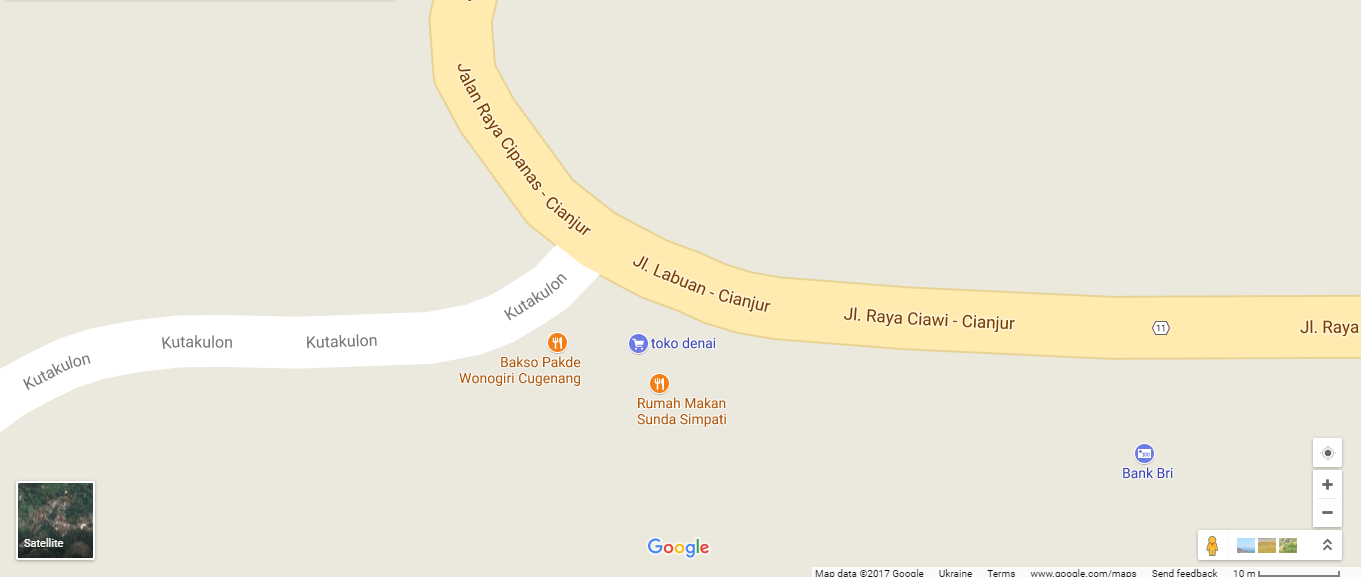 Jalan Raya Cipanas - Cianjur
Jl. Labuan - Cianjur
Jl. Raya Ciawi - Cianjur
11
Jl. Raya
Kutakulon
Kutakulon
Kutakulon
Kutakulon
Bakso Pakde
Wonogiri Cugenang
toko denai
Rumah Makan
Sunda Simpati
Bank Bri
Satellite
Google
Map data ©2017 Google Ukraine Terms www.google.com/maps Send feedback 10 m